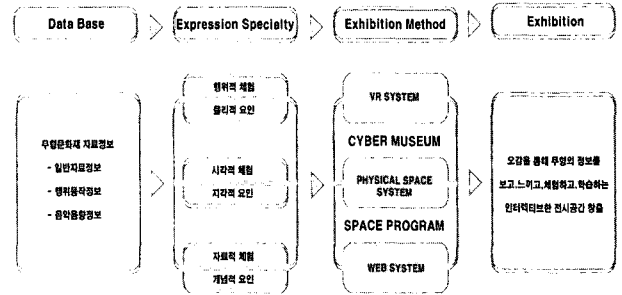 Data Base
Expression Specialty
Exhibition Method
Exhibition
무형문화재 자료정보
- 일반자료정보
- 행위동작정보
- 음악음향정보
행위적 체험
물리적 요인
시각적 체험
지각적 요인
자료적 체험
개념적 요인
VR SYSTEM
CYBER MUSEUM
PHYSICAL SPACE
SYSTEM
SPACE PROGRAM
WEB SYSTEM
오감을 통해 무형의 정보를
보고,느끼고,체험하고,학습하는
인터렉티브한 전시공간 창출